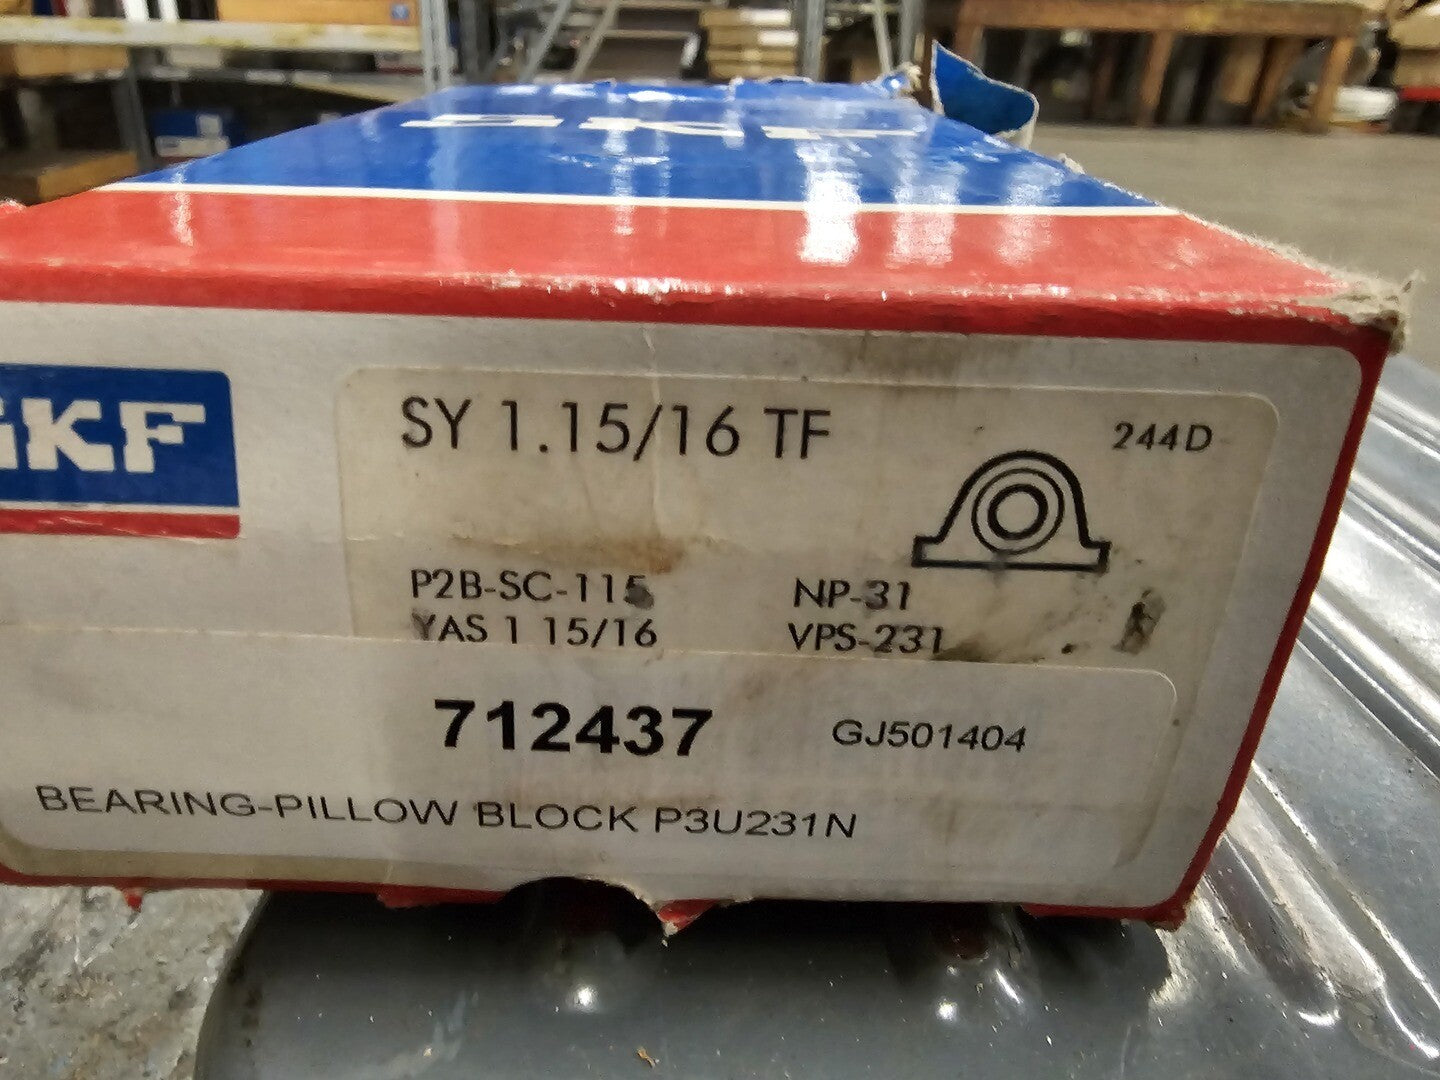 SKF
SKF
SY 1.15/16 TF
244D
P2B-SC-115
NP-31
YAS 1 15/16
VPS-231
712437
GJ501404
BEARING-PILLOW BLOCK P3U231N